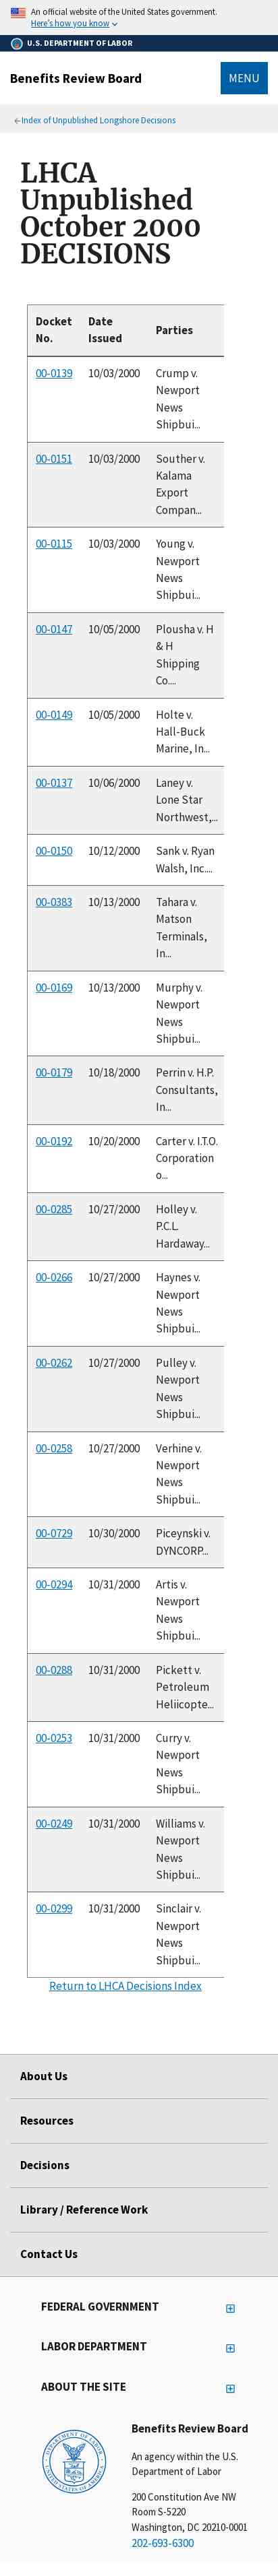 An official website of the United States government.
Here's how you know
U.S. DEPARTMENT OF LABOR
Benefits Review Board
MENU
Index of Unpublished Longshore Decisions
LHCA
Unpublished
October 2000
DECISIONS
Docket No. Date Issued Parties
00-0139 10/03/2000 Crump v. Newport News Shipbui...
00-0151 10/03/2000 Souther v. Kalama Export Compan...
00-0115 10/03/2000 Young v. Newport News Shipbui...
00-0147 10/05/2000 Plousha v. H & H Shipping Co....
00-0149 10/05/2000 Holte v. Hall-Buck Marine, In...
00-0137 10/06/2000 Laney v. Lone Star Northwest,...
00-0150 10/12/2000 Sank v. Ryan Walsh, Inc....
00-0383 10/13/2000 Tahara v. Matson Terminals, In...
00-0169 10/13/2000 Murphy v. Newport News Shipbui...
00-0179 10/18/2000 Perrin v. H.P. Consultants, In...
00-0192 10/20/2000 Carter v. I.T.O. Corporation o...
00-0285 10/27/2000 Holley v. P.C.L. Hardaway...
00-0266 10/27/2000 Haynes v. Newport News Shipbui...
00-0262 10/27/2000 Pulley v. Newport News Shipbui...
00-0258 10/27/2000 Verhine v. Newport News Shipbui...
00-0729 10/30/2000 Piceynski v. DYNCORP...
00-0294 10/31/2000 Artis v. Newport News Shipbui...
00-0288 10/31/2000 Pickett v. Petroleum Heliicopte...
00-0253 10/31/2000 Curry v. Newport News Shipbui...
00-0249 10/31/2000 Williams v. Newport News Shipbui...
00-0299 10/31/2000 Sinclair v. Newport News Shipbui...
Return to LHCA Decisions Index
About Us
Resources
Decisions
Library / Reference Work
Contact Us
FEDERAL GOVERNMENT
LABOR DEPARTMENT
ABOUT THE SITE
Benefits Review Board
An agency within the U.S.
Department of Labor
200 Constitution Ave NW
Room S-5220
Washington, DC 20210-0001
202-693-6300